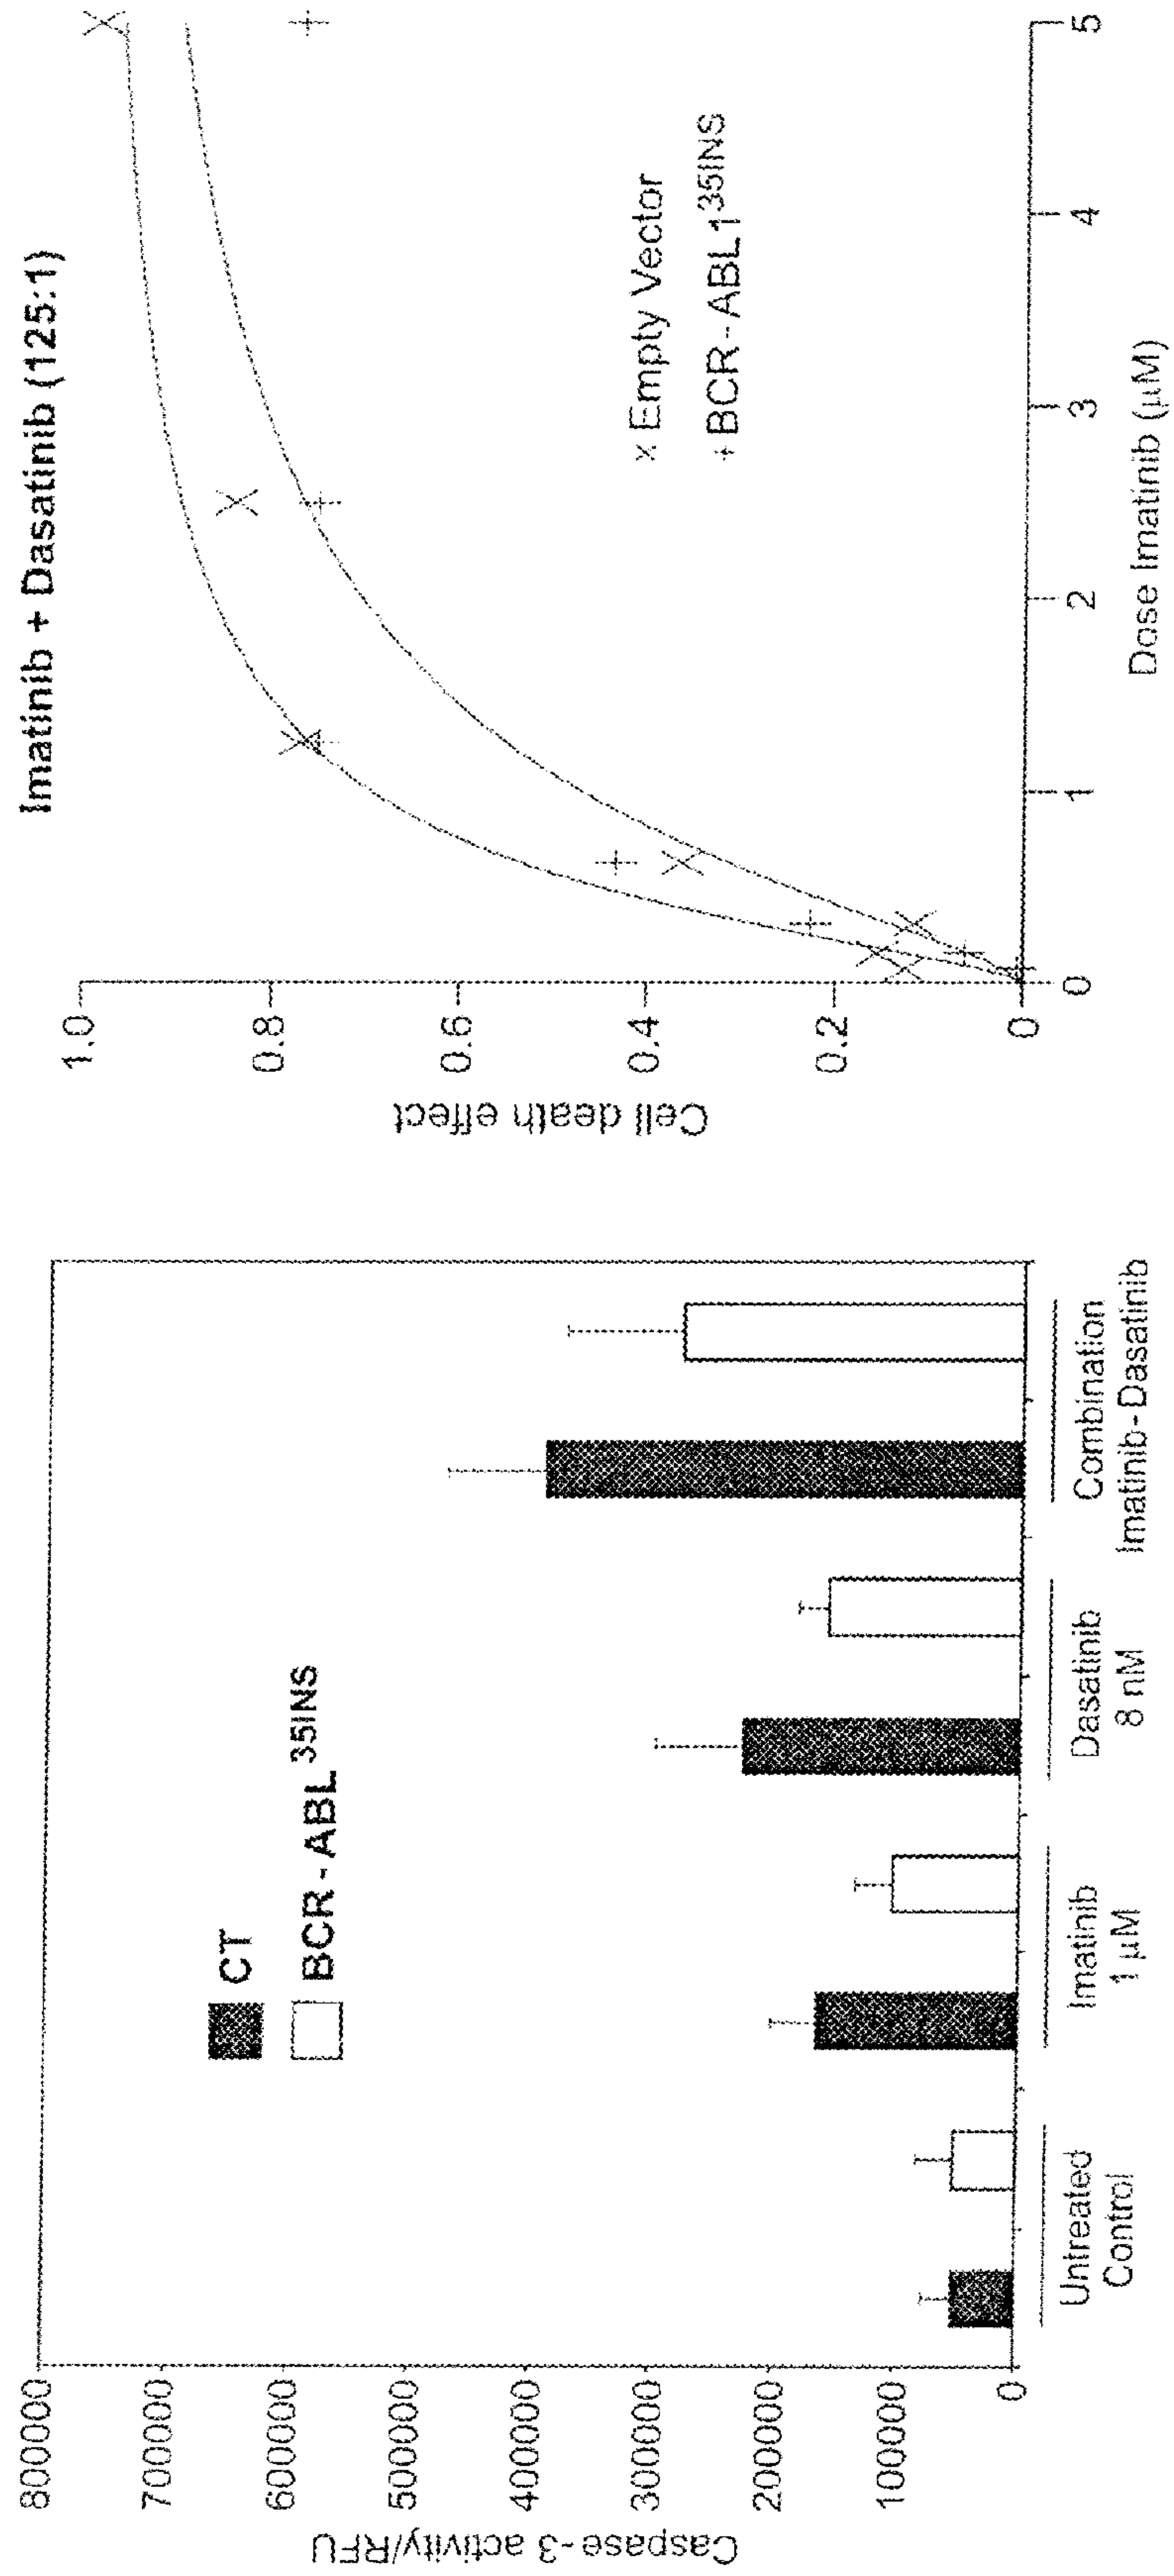 Caspase-3 activity/RFU
800000
700000
600000
500000
400000
300000
200000
100000
0
CT
BCR-ABL35INS
Untreated
Control
Imatinib
1 µM
Dasatinib
8 nM
Combination
Imatinib-Dasatinib
Imatinib + Dasatinib (125:1)
Cell death effect
1.0
0.8
0.6
0.4
0.2
0
x Empty Vector
+ BCR-ABL1 35INS
0
1
2
3
4
5
Dose Imatinib (µM)